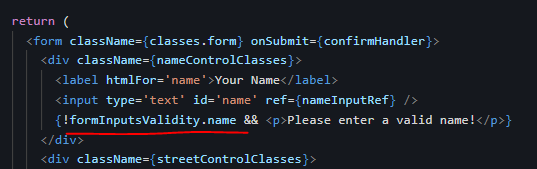 return (
<form className={classes.form} onSubmit={confirmHandler}>
<div className={nameControlClasses}>
<label htmlFor='name'>Your Name</label>
<input type='text' id='name' ref={nameInputRef} />
{!formInputsValidity.name && <p>Please enter a valid name!</p>}
</div>
<div className={streetControlClasses}>